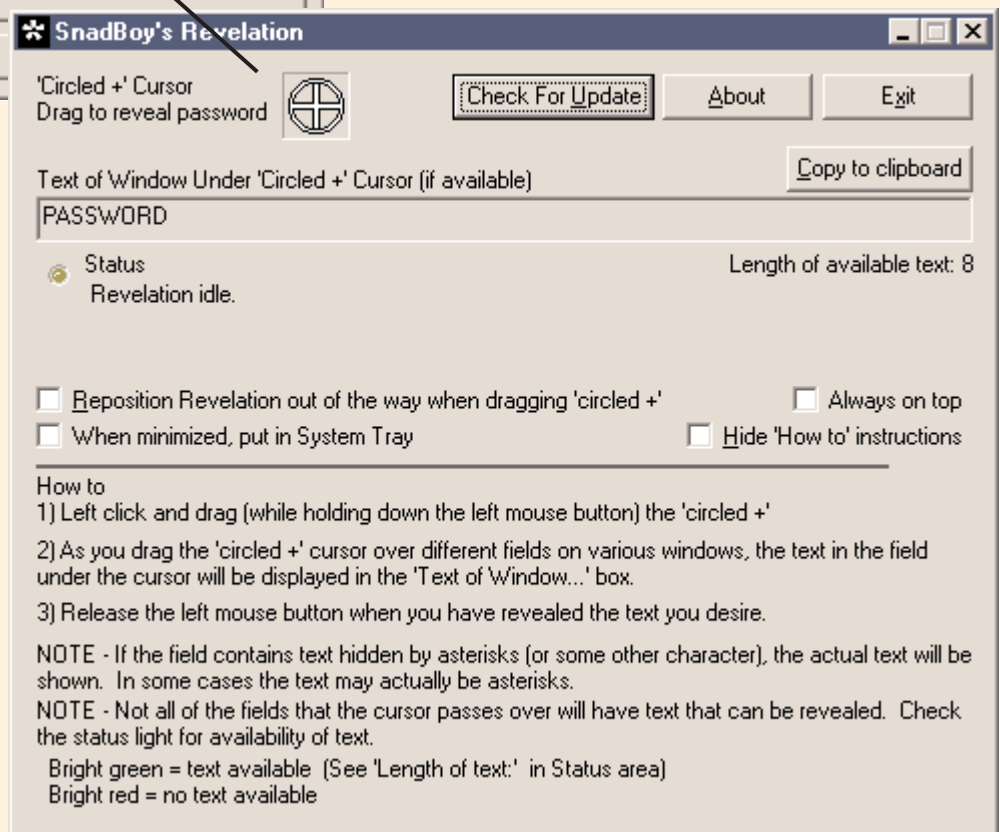 SnadBoy's Revelation
'Circled +' Cursor
Drag to reveal password
Check For Update
About
Exit
Copy to clipboard
Text of Window Under 'Circled +' Cursor (if available)
PASSWORD
Status
Length of available text: 8
Revelation idle.
Reposition Revelation out of the way when dragging 'circled +'
Always on top
When minimized, put in System Tray
Hide 'How to' instructions
How to
1) Left click and drag (while holding down the left mouse button) the 'circled +'
2) As you drag the 'circled +' cursor over different fields on various windows, the text in the field
under the cursor will be displayed in the 'Text of Window...' box.
3) Release the left mouse button when you have revealed the text you desire.
NOTE - If the field contains text hidden by asterisks (or some other character), the actual text will be
shown. In some cases the text may actually be asterisks.
NOTE - Not all of the fields that the cursor passes over will have text that can be revealed. Check
the status light for availability of text.
Bright green = text available (See 'Length of text:' in Status area)
Bright red = no text available